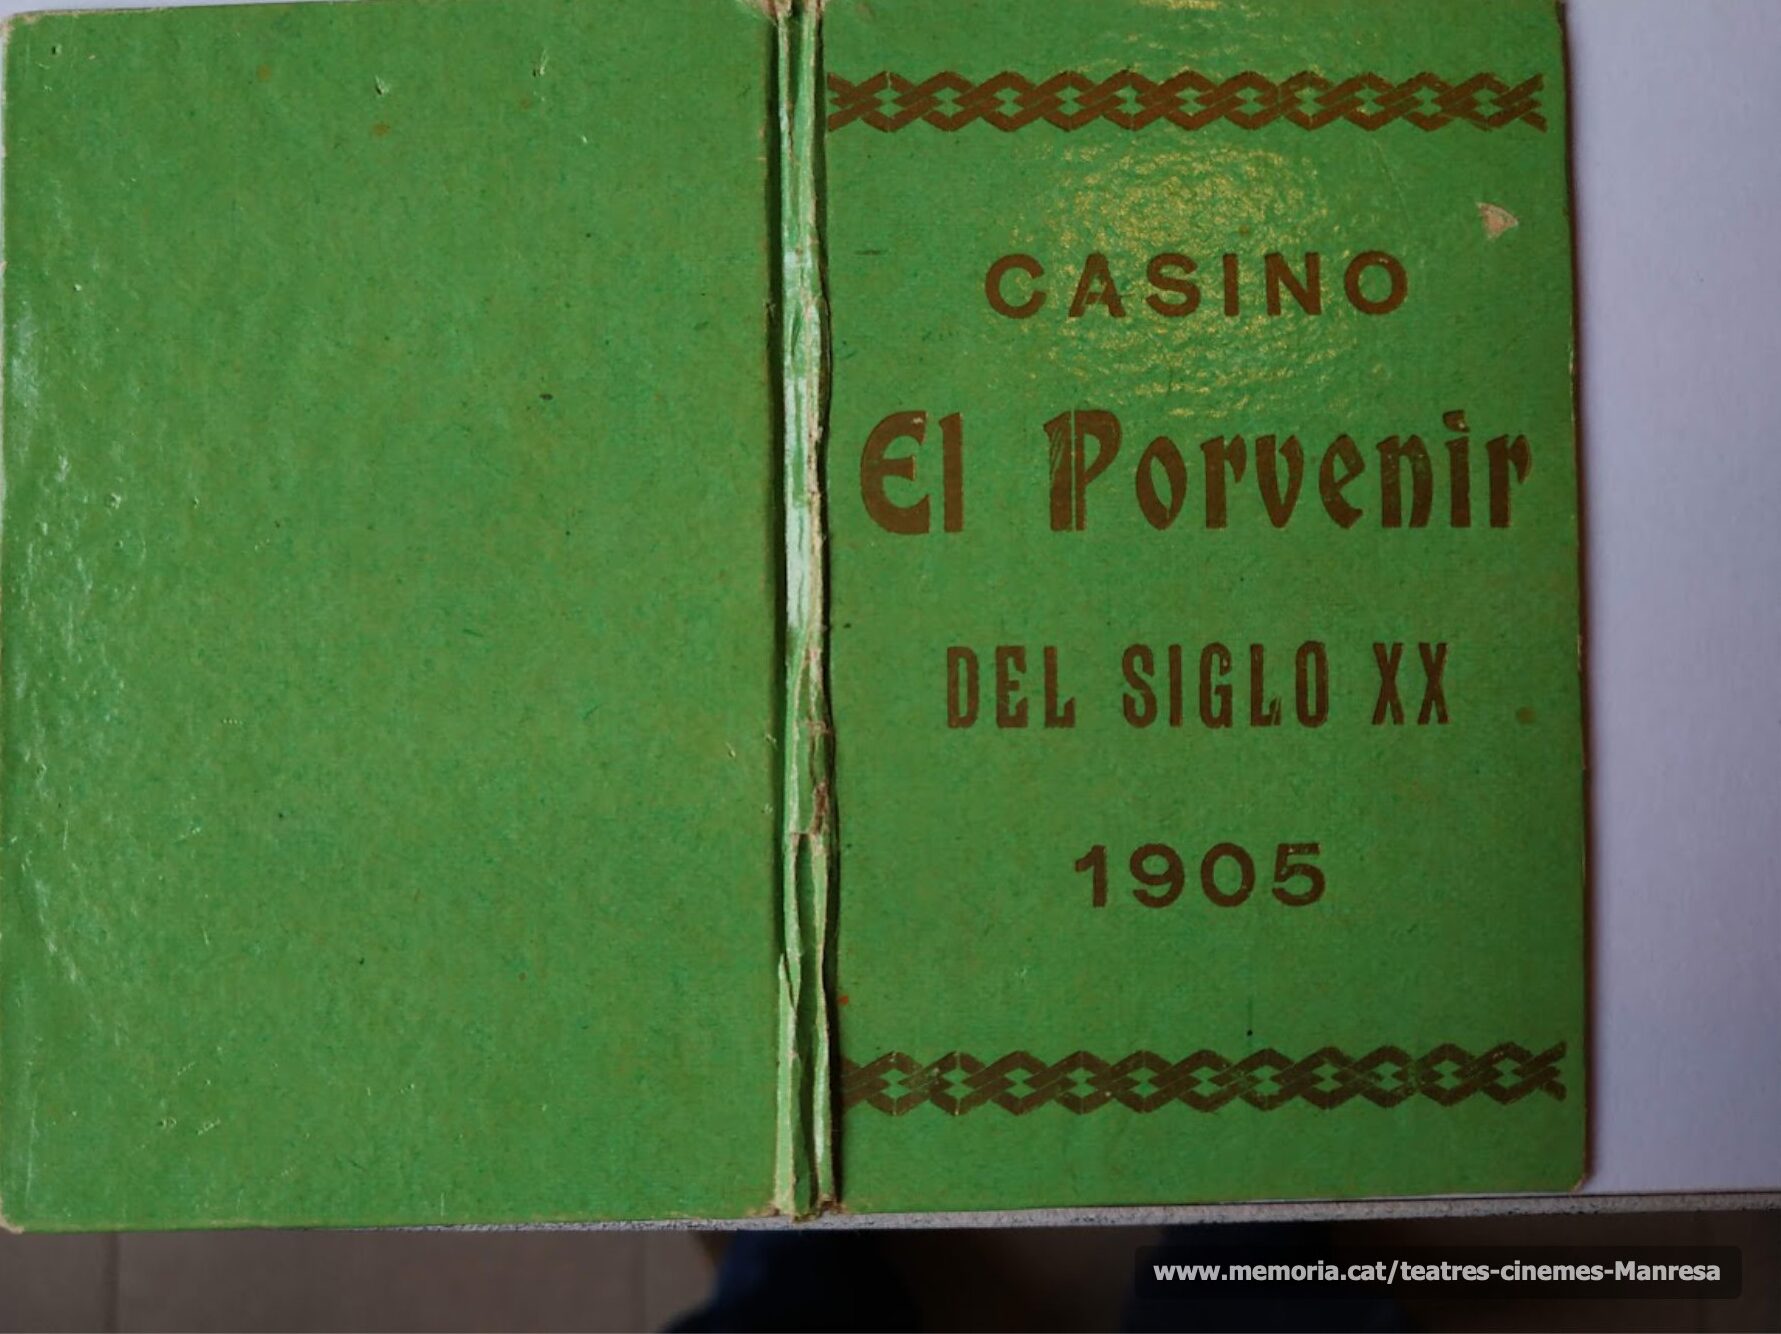 CASINO
El Porvenir
DEL SIGLO XX
1905
www.memoria.cat/teatres-cinemes-Manresa